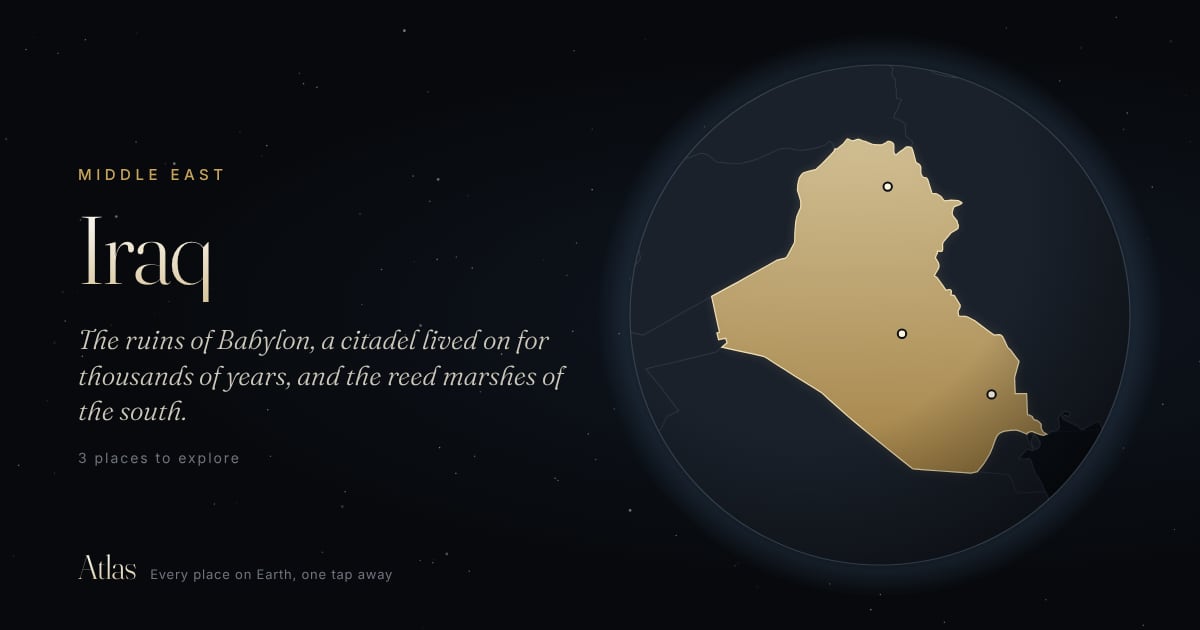 MIDDLE EAST
Iraq
The ruins of Babylon, a citadel lived on for
thousands of years, and the reed marshes of
the south.
3 places to explore
Atlas Every place on Earth, one tap away